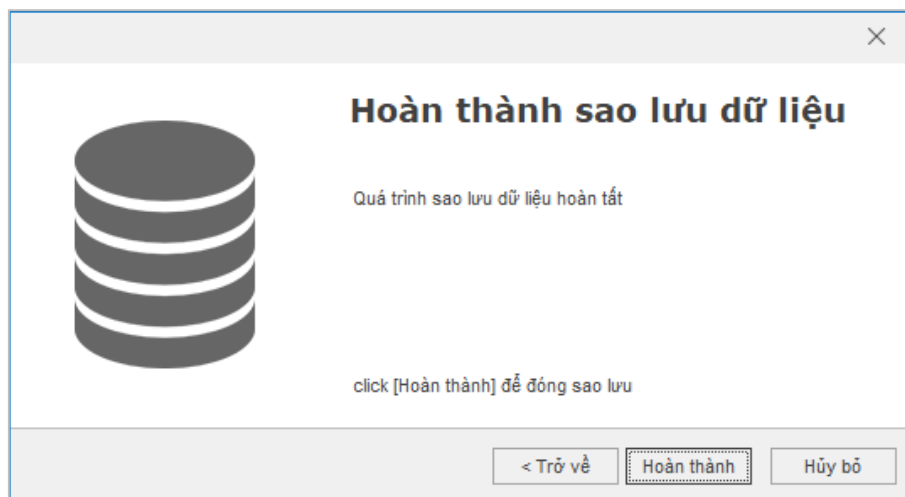 Hoàn thành sao lưu dữ liệu
Quá trình sao lưu dữ liệu hoàn tất
click [Hoàn thành] để đóng sao lưu
< Trở về
Hoàn thành
Hủy bỏ